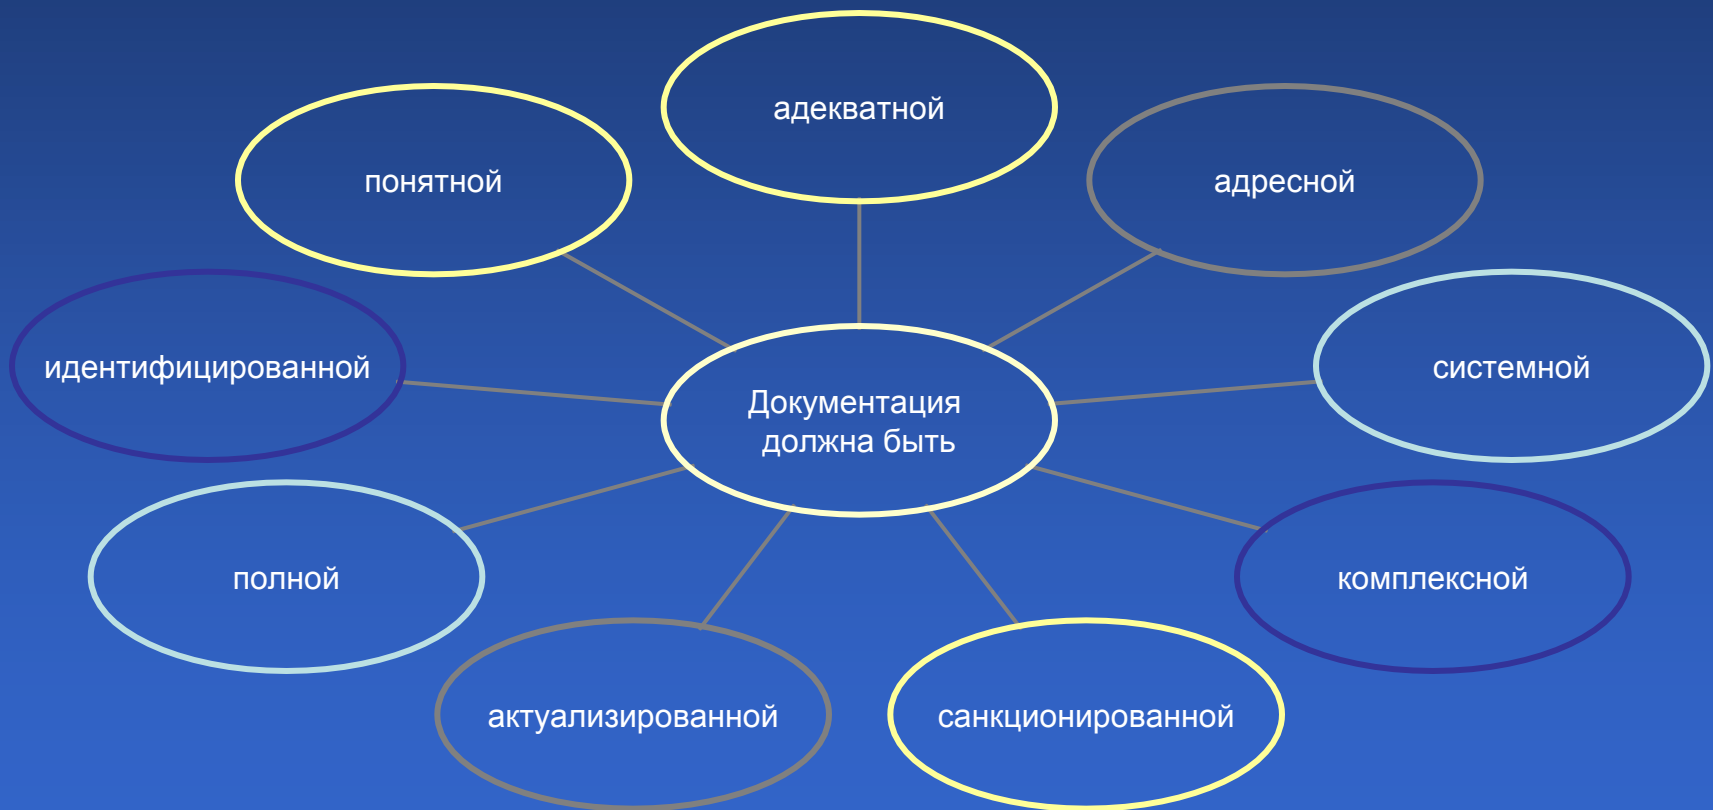 адекватной
понятной
адресной
идентифицированной
системной
Документация
должна быть
полной
комплексной
актуализированной
санкционированной